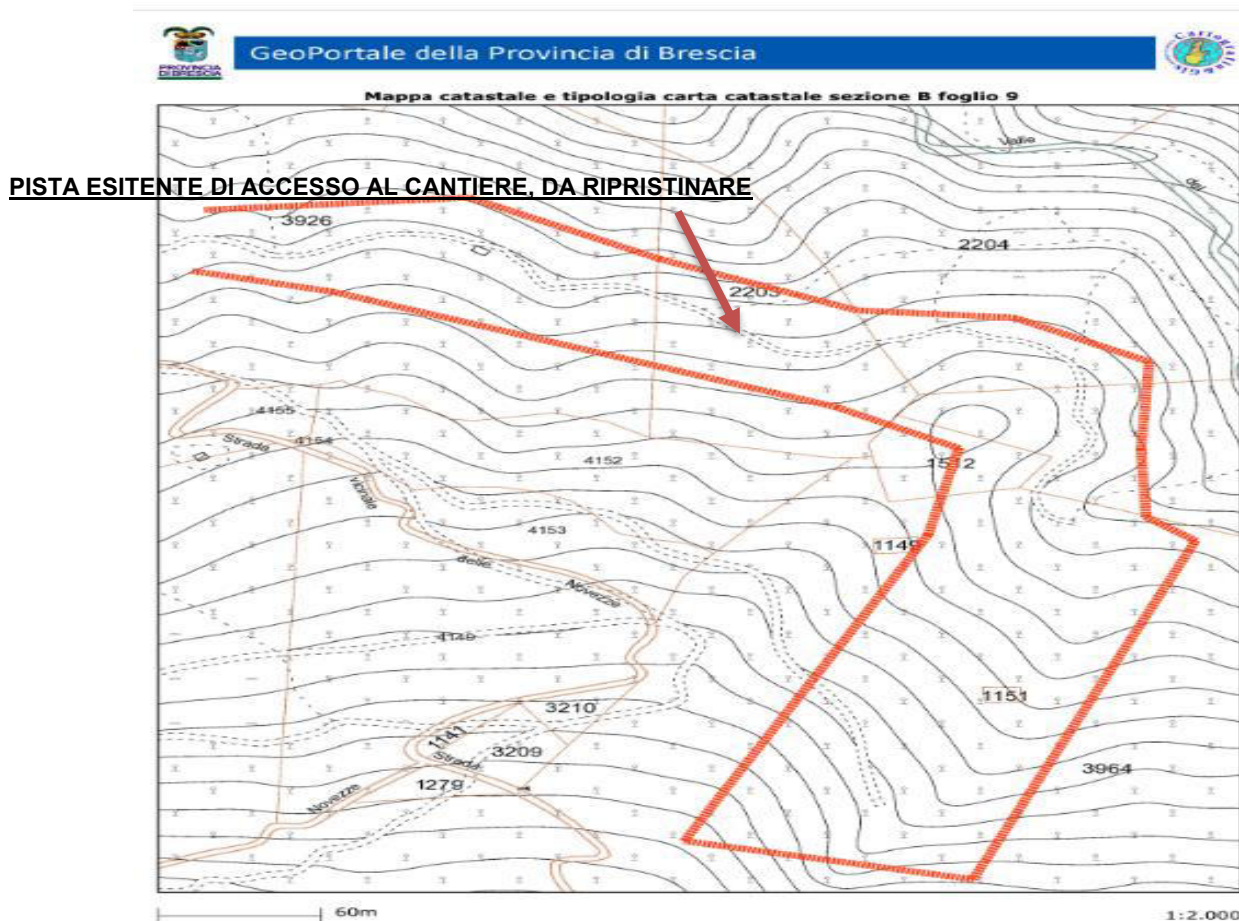 PROVINCIA
DI BRESCIA
GeoPortale della Provincia di Brescia
Mappa catastale e tipologia carta catastale sezione B foglio 9
Valle
del
PISTA ESITENTE DI ACCESSO AL CANTIERE, DA RIPRISTINARE
3926
2204
2203
4155
Strada
4154
4152
1512
vicinale
4153
1149
delle
Novezze
4149
1151
3210
1141
3209
Strada
3964
1279
Novezze
60m
1:2.000